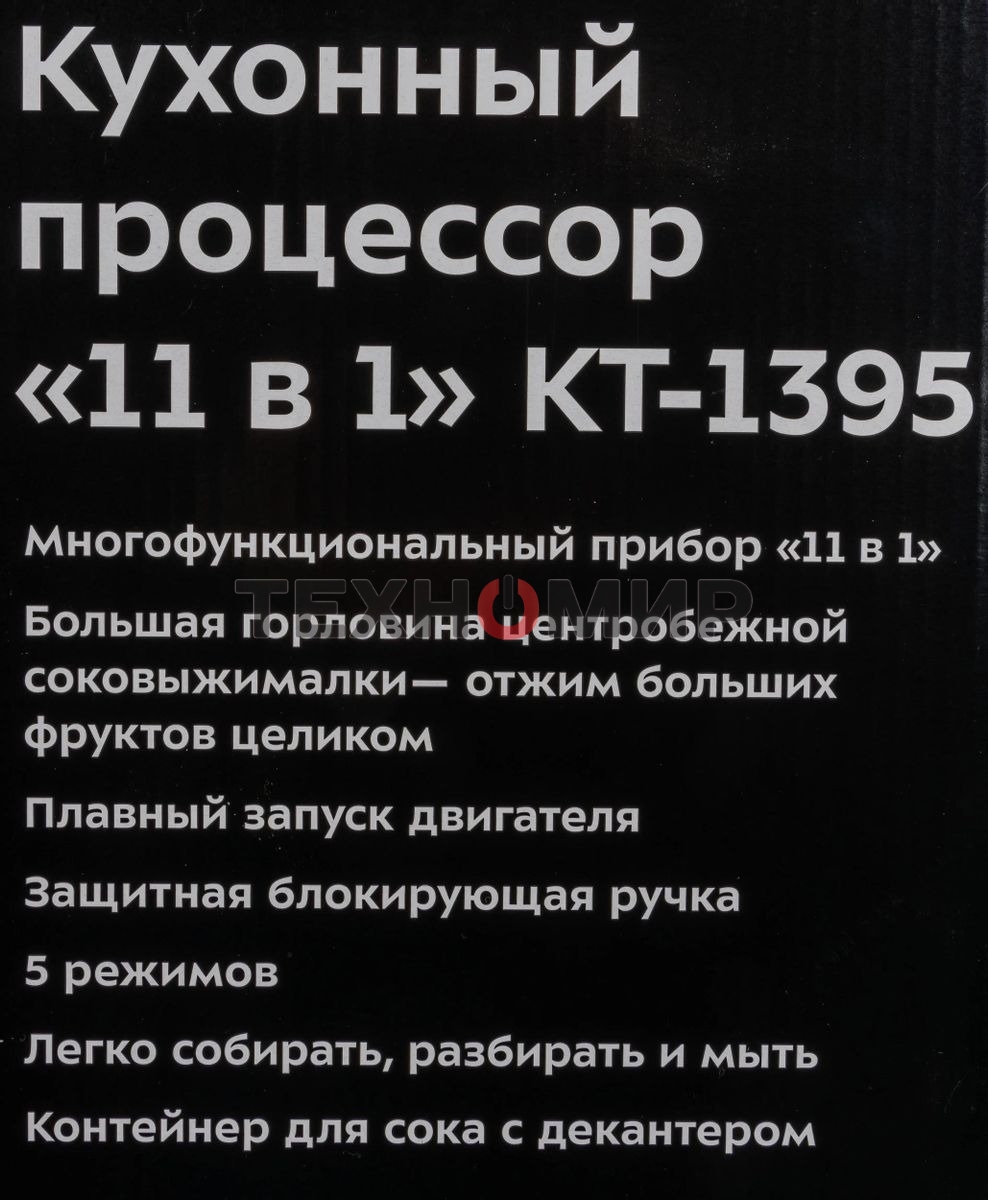 Кухонный
процессор
«11 в 1» КТ-1395
Многофункциональный прибор «11 в 1»
ТЕХНОМИР
Большая горловина центробежной
соковыжималки— отжим больших
фруктов целиком
Плавный запуск двигателя
Защитная блокирующая ручка
5 режимов
Легко собирать, разбирать и мыть
Контейнер для сока с декантером